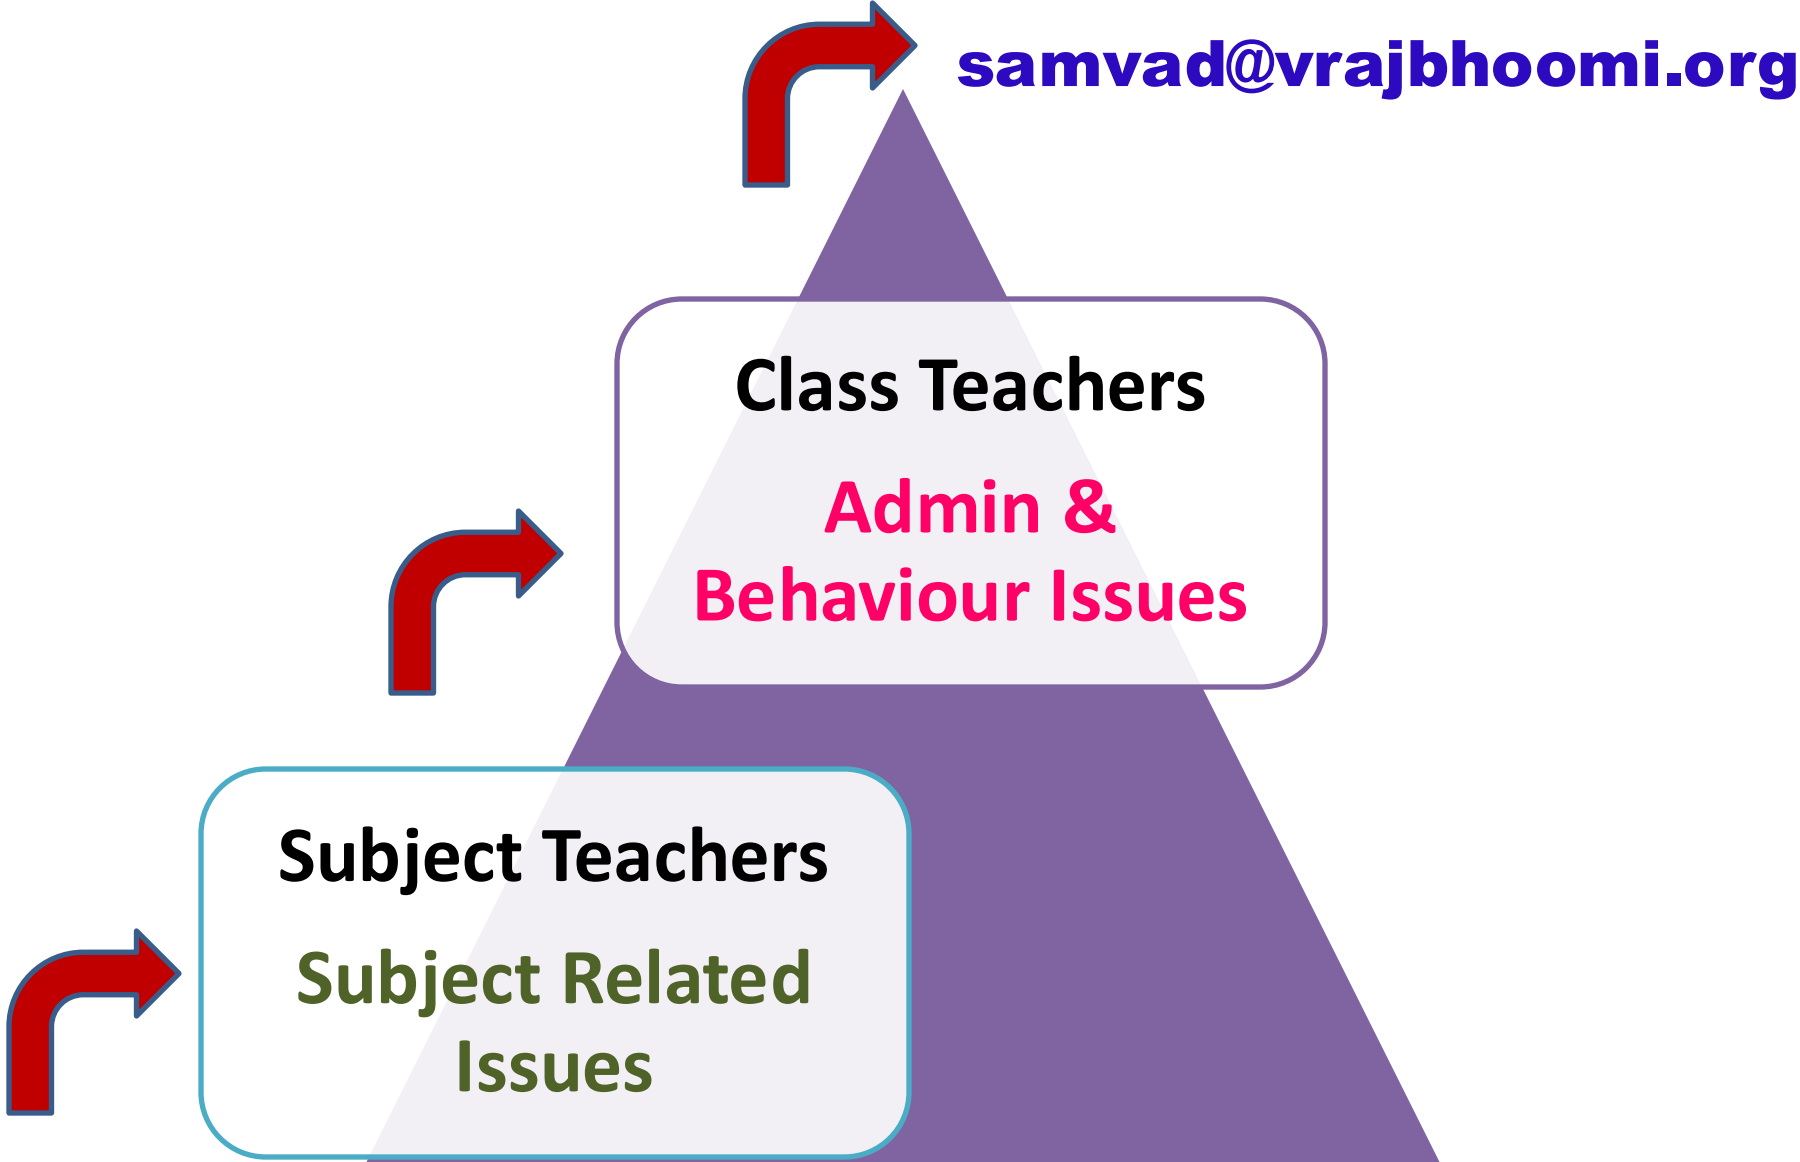 samvad@vrajbhoomi.org
Class Teachers
Admin &
Behaviour Issues
Subject Teachers
Subject Related
Issues